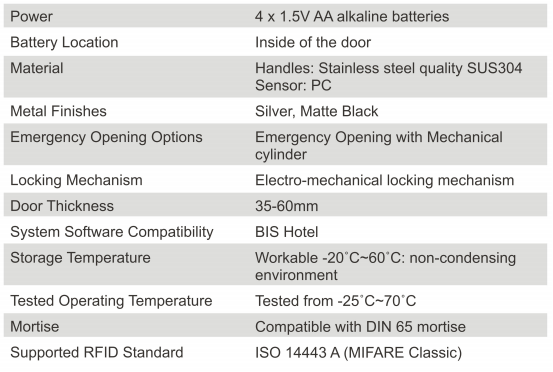 Power 4 x 1.5V AA alkaline batteries
Battery Location Inside of the door
Material Handles: Stainless steel quality SUS304
Sensor: PC
Metal Finishes Silver, Matte Black
Emergency Opening Options Emergency Opening with Mechanical
cylinder
Locking Mechanism Electro-mechanical locking mechanism
Door Thickness 35-60mm
System Software Compatibility BIS Hotel
Storage Temperature Workable -20˚C~60˚C: non-condensing
environment
Tested Operating Temperature Tested from -25˚C~70˚C
Mortise Compatible with DIN 65 mortise
Supported RFID Standard ISO 14443 A (MIFARE Classic)